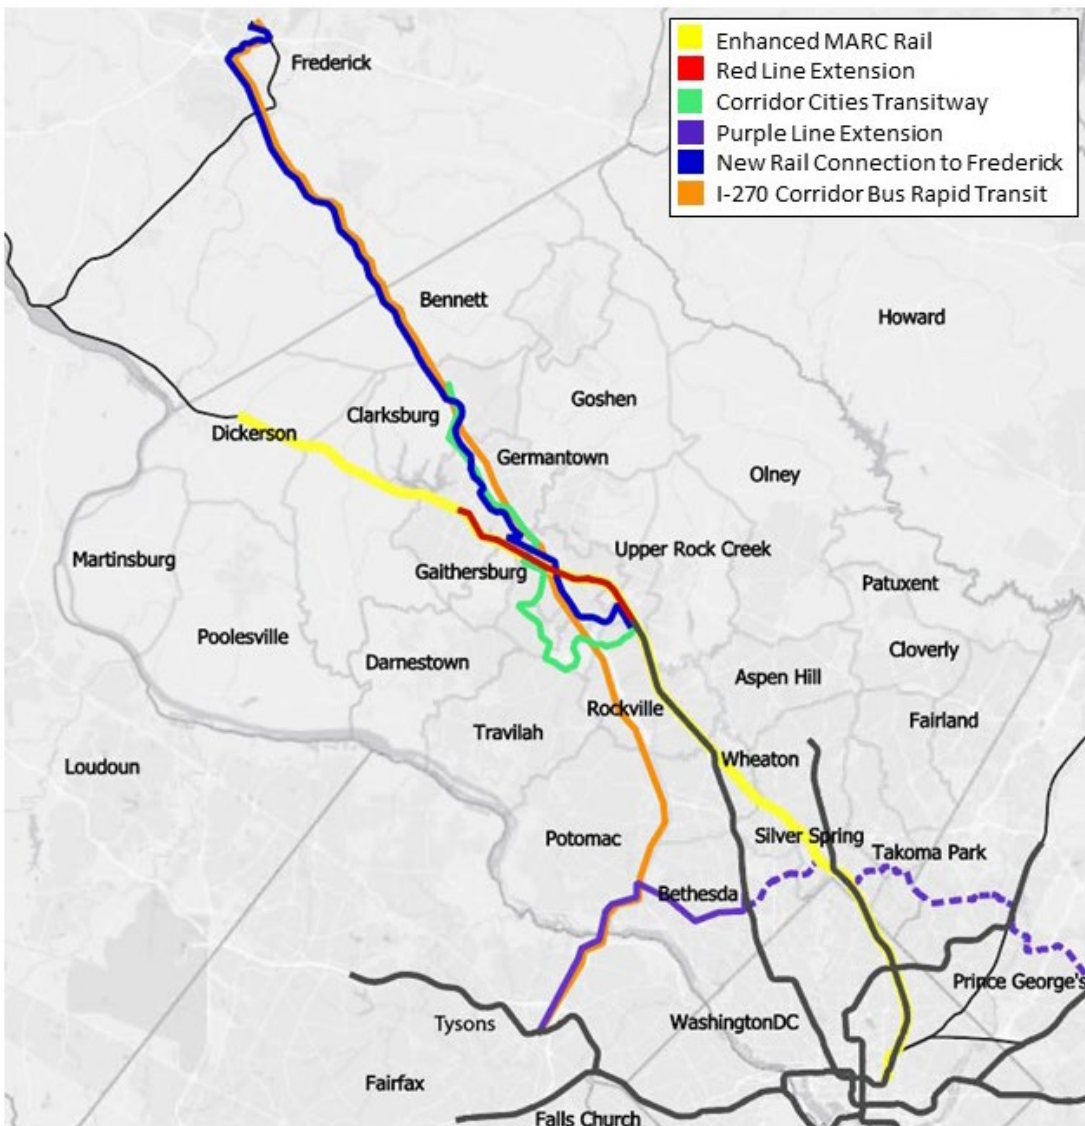 Enhanced MARC Rail
Red Line Extension
Corridor Cities Transitway
Purple Line Extension
New Rail Connection to Frederick
I-270 Corridor Bus Rapid Transit
Frederick
Bennett
Howard
Goshen
Clarksburg
Dickerson
Germantown
Olney
Martinsburg
Upper Rock Creek
Gaithersburg
Patuxent
Poolesville
Cloverly
Darnestown
Aspen Hill
Rockville
Fairland
Travilah
Wheaton
Loudoun
Silver Spring
Potomac
Takoma Park
Bethesda
Prince George's
Tysons
WashingtonDC
Fairfax
Falls Church